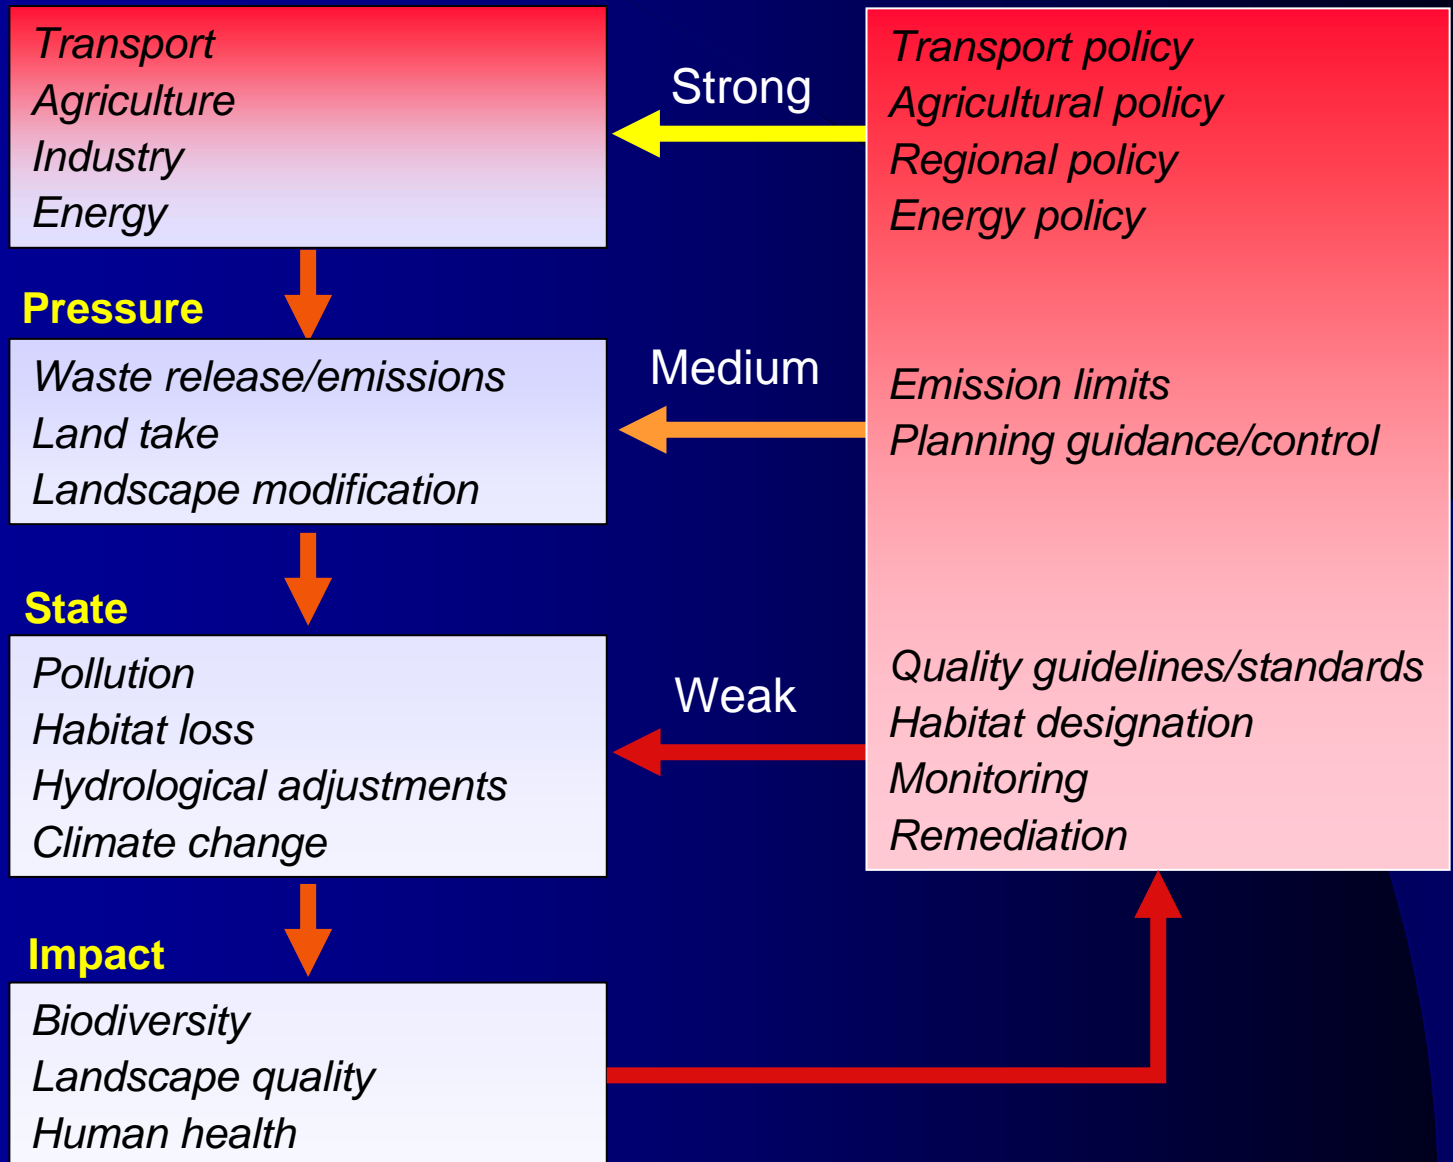 Transport
Agriculture
Industry
Energy
Strong
Transport policy
Agricultural policy
Regional policy
Energy policy
Pressure
Waste release/emissions
Land take
Landscape modification
Medium
Emission limits
Planning guidance/control
State
Pollution
Habitat loss
Hydrological adjustments
Climate change
Weak
Quality guidelines/standards
Habitat designation
Monitoring
Remediation
Impact
Biodiversity
Landscape quality
Human health